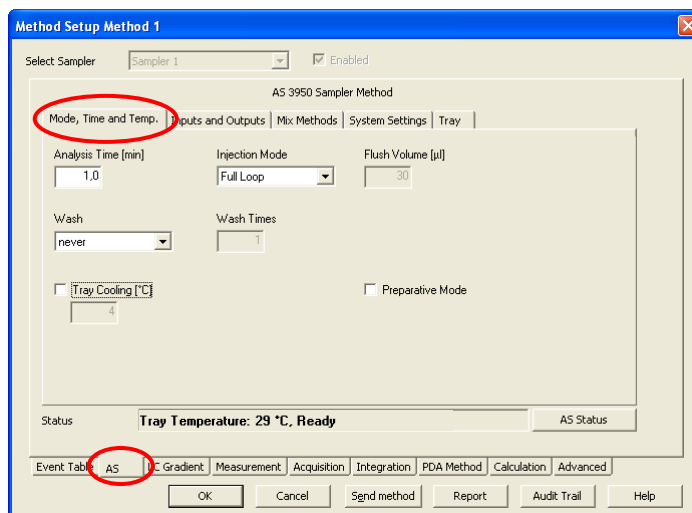 Method Setup Method 1
Select Sampler Sampler 1 Enabled
AS 3950 Sampler Method
Mode, Time and Temp. Inputs and Outputs Mix Methods System Settings Tray
Analysis Time [min] Injection Mode Flush Volume [µl]
1,0 Full Loop 30
Wash Wash Times
never 1
Tray Cooling [°C] Preparative Mode
4
Status Tray Temperature: 29 °C, Ready AS Status
Event Table AS LC Gradient Measurement Acquisition Integration PDA Method Calculation Advanced
OK Cancel Send method Report Audit Trail Help